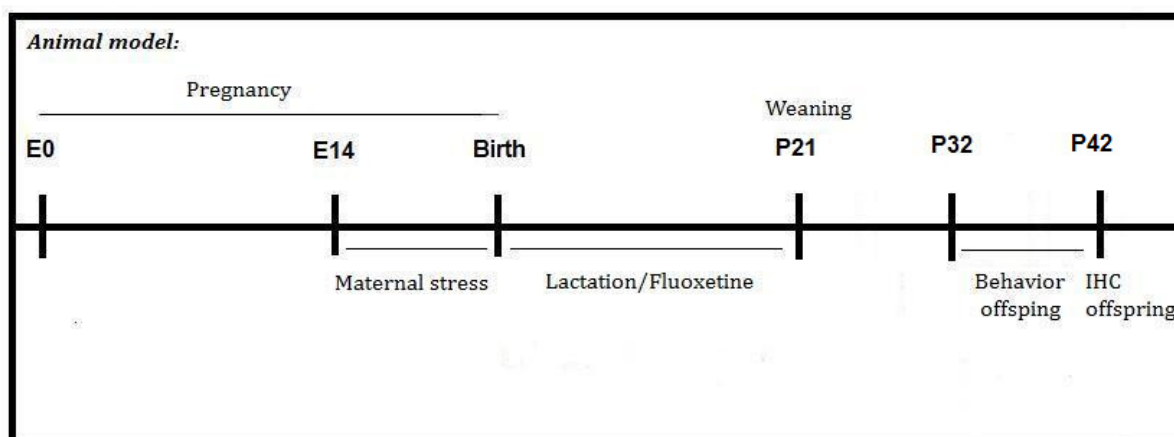 Animal model:
Pregnancy
Weaning
E0 E14 Birth P21 P32 P42
Maternal stress Lactation/Fluoxetine Behavior IHC
offsping offspring